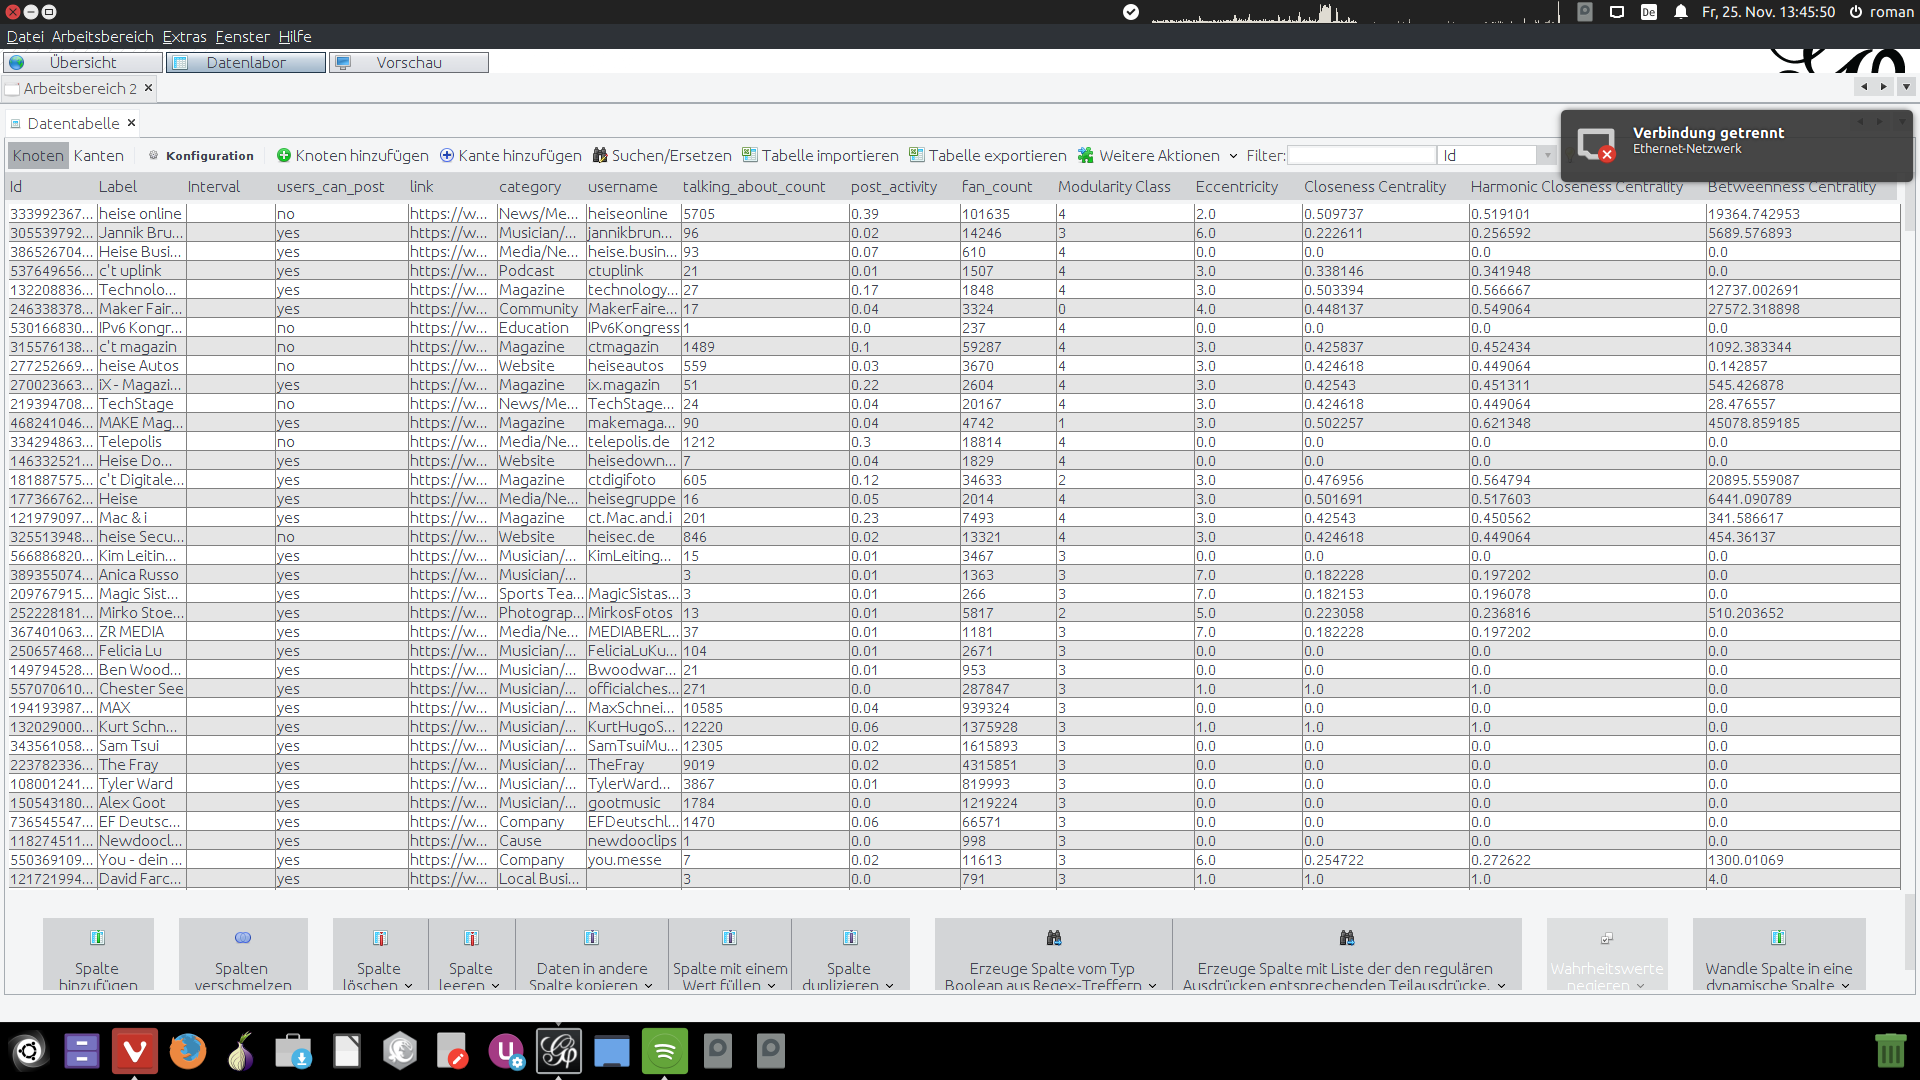 De Fr, 25. Nov. 13:45:50 roman
Datei Arbeitsbereich Extras Fenster Hilfe
Übersicht Datenlabor Vorschau
Arbeitsbereich 2
Datentabelle
Verbindung getrennt
Ethernet-Netzwerk
Knoten Kanten Konfiguration Knoten hinzufügen Kante hinzufügen Suchen/Ersetzen Tabelle importieren Tabelle exportieren Weitere Aktionen Filter: Id
Id Label Interval users_can_post link category username talking_about_count post_activity fan_count Modularity Class Eccentricity Closeness Centrality Harmonic Closeness Centrality Betweenness Centrality
333992367... heise online no https://w... News/Me... heiseonline 5705 0.39 101635 4 2.0 0.509737 0.519101 19364.742953
305539792... Jannik Bru... yes https://w... Musician/... jannikbrun... 96 0.02 14246 3 6.0 0.222611 0.256592 5689.576893
386526704... Heise Busi... yes https://w... Media/Ne... heise.busin... 93 0.07 610 4 0.0 0.0 0.0 0.0
537649656... c't uplink yes https://w... Podcast ctuplink 21 0.01 1507 4 3.0 0.338146 0.341948 0.0
132208836... Technolo... yes https://w... Magazine technology... 27 0.17 1848 4 3.0 0.503394 0.566667 12737.002691
246338378... Maker Fair... yes https://w... Community MakerFaire... 17 0.04 3324 0 4.0 0.448137 0.549064 27572.318898
530166830... IPv6 Kongr... no https://w... Education IPv6Kongress 1 0.0 237 4 0.0 0.0 0.0 0.0
315576138... c't magazin no https://w... Magazine ctmagazin 1489 0.1 59287 4 3.0 0.425837 0.452434 1092.383344
277252669... heise Autos no https://w... Website heiseautos 559 0.03 3670 4 3.0 0.424618 0.449064 0.142857
270023663... iX - Magazi... yes https://w... Magazine ix.magazin 51 0.22 2604 4 3.0 0.42543 0.451311 545.426878
219394708... TechStage no https://w... News/Me... TechStage... 24 0.04 20167 4 3.0 0.424618 0.449064 28.476557
468241046... MAKE Mag... yes https://w... Magazine makemaga... 90 0.04 4742 1 3.0 0.502257 0.621348 45078.859185
334294863... Telepolis no https://w... Media/Ne... telepolis.de 1212 0.3 18814 4 0.0 0.0 0.0 0.0
146332521... Heise Do... yes https://w... Website heisedown... 7 0.04 1829 4 0.0 0.0 0.0 0.0
181887575... c't Digitale... yes https://w... Magazine ctdigifoto 605 0.12 34633 2 3.0 0.476956 0.564794 20895.559087
177366762... Heise yes https://w... Media/Ne... heisegruppe 16 0.05 2014 4 3.0 0.501691 0.517603 6441.090789
121979097... Mac & i yes https://w... Magazine ct.Mac.and.i 201 0.23 7493 4 3.0 0.42543 0.450562 341.586617
325513948... heise Secu... no https://w... Website heisec.de 846 0.02 13321 4 3.0 0.424618 0.449064 454.36137
566886820... Kim Leitin... yes https://w... Musician/... KimLeiting... 15 0.01 3467 3 0.0 0.0 0.0 0.0
389355074... Anica Russo yes https://w... Musician/... 3 0.01 1363 3 7.0 0.182228 0.197202 0.0
209767915... Magic Sist... yes https://w... Sports Tea... MagicSistas... 3 0.01 266 3 7.0 0.182153 0.196078 0.0
252228181... Mirko Stoe... yes https://w... Photograp... MirkosFotos 13 0.01 5817 2 5.0 0.223058 0.236816 510.203652
367401063... ZR MEDIA yes https://w... Media/Ne... MEDIABERL... 37 0.01 1181 3 7.0 0.182228 0.197202 0.0
250657468... Felicia Lu yes https://w... Musician/... FeliciaLuKu... 104 0.01 2671 3 0.0 0.0 0.0 0.0
149794528... Ben Wood... yes https://w... Musician/... Bwoodwar... 21 0.01 953 3 0.0 0.0 0.0 0.0
557070610... Chester See yes https://w... Musician/... officialches... 271 0.0 287847 3 1.0 1.0 1.0 0.0
194193987... MAX yes https://w... Musician/... MaxSchnei... 10585 0.04 939324 3 0.0 0.0 0.0 0.0
132029000... Kurt Schn... yes https://w... Musician/... KurtHugoS... 12220 0.06 1375928 3 1.0 1.0 1.0 0.0
343561058... Sam Tsui yes https://w... Musician/... SamTsuiMu... 12305 0.02 1615893 3 0.0 0.0 0.0 0.0
223782336... The Fray yes https://w... Musician/... TheFray 9019 0.02 4315851 3 0.0 0.0 0.0 0.0
108001241... Tyler Ward yes https://w... Musician/... TylerWard... 3867 0.01 819993 3 0.0 0.0 0.0 0.0
150543180... Alex Goot yes https://w... Musician/... gootmusic 1784 0.0 1219224 3 0.0 0.0 0.0 0.0
736545547... EF Deutsc... yes https://w... Company EFDeutschl... 1470 0.06 66571 3 0.0 0.0 0.0 0.0
118274511... Newdoocl... yes https://w... Cause newdooclips 1 0.0 998 3 0.0 0.0 0.0 0.0
550369109... You - dein ... yes https://w... Company you.messe 7 0.02 11613 3 6.0 0.254722 0.272622 1300.01069
121721994... David Farc... yes https://w... Local Busi... 3 0.0 791 3 1.0 1.0 1.0 4.0
Spalte hinzufügen
Spalten verschmelzen
Spalte löschen
Spalte leeren
Daten in andere Spalte kopieren
Spalte mit einem Wert füllen
Spalte duplizieren
Erzeuge Spalte vom Typ Boolean aus Regex-Treffern
Erzeuge Spalte mit Liste der den regulären Ausdrücken entsprechenden Teilausdrücke.
Wahrheitswerte negieren
Wandle Spalte in eine dynamische Spalte